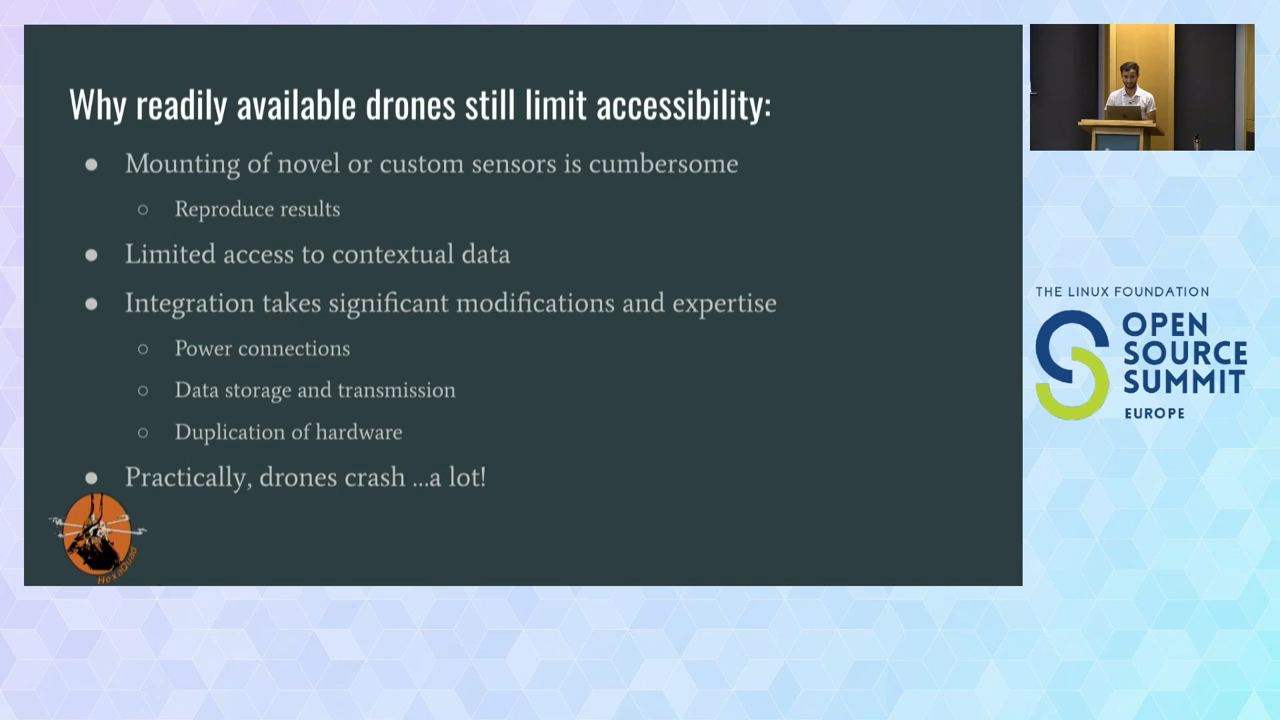 Why readily available drones still limit accessibility:
● Mounting of novel or custom sensors is cumbersome
○ Reproduce results
● Limited access to contextual data
● Integration takes significant modifications and expertise
○ Power connections
○ Data storage and transmission
○ Duplication of hardware
● Practically, drones crash ...a lot!
HexaQuad
THE LINUX FOUNDATION
OPEN
SOURCE
SUMMIT
EUROPE